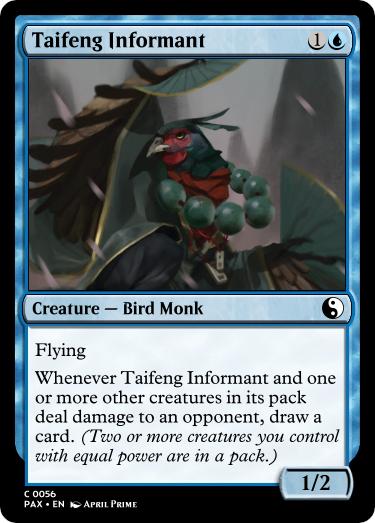 Taifeng Informant 1
Creature — Bird Monk
Flying
Whenever Taifeng Informant and one
or more other creatures in its pack
deal damage to an opponent, draw a
card. (Two or more creatures you control
with equal power are in a pack.)
1/2
C 0056
PAX • EN April Prime